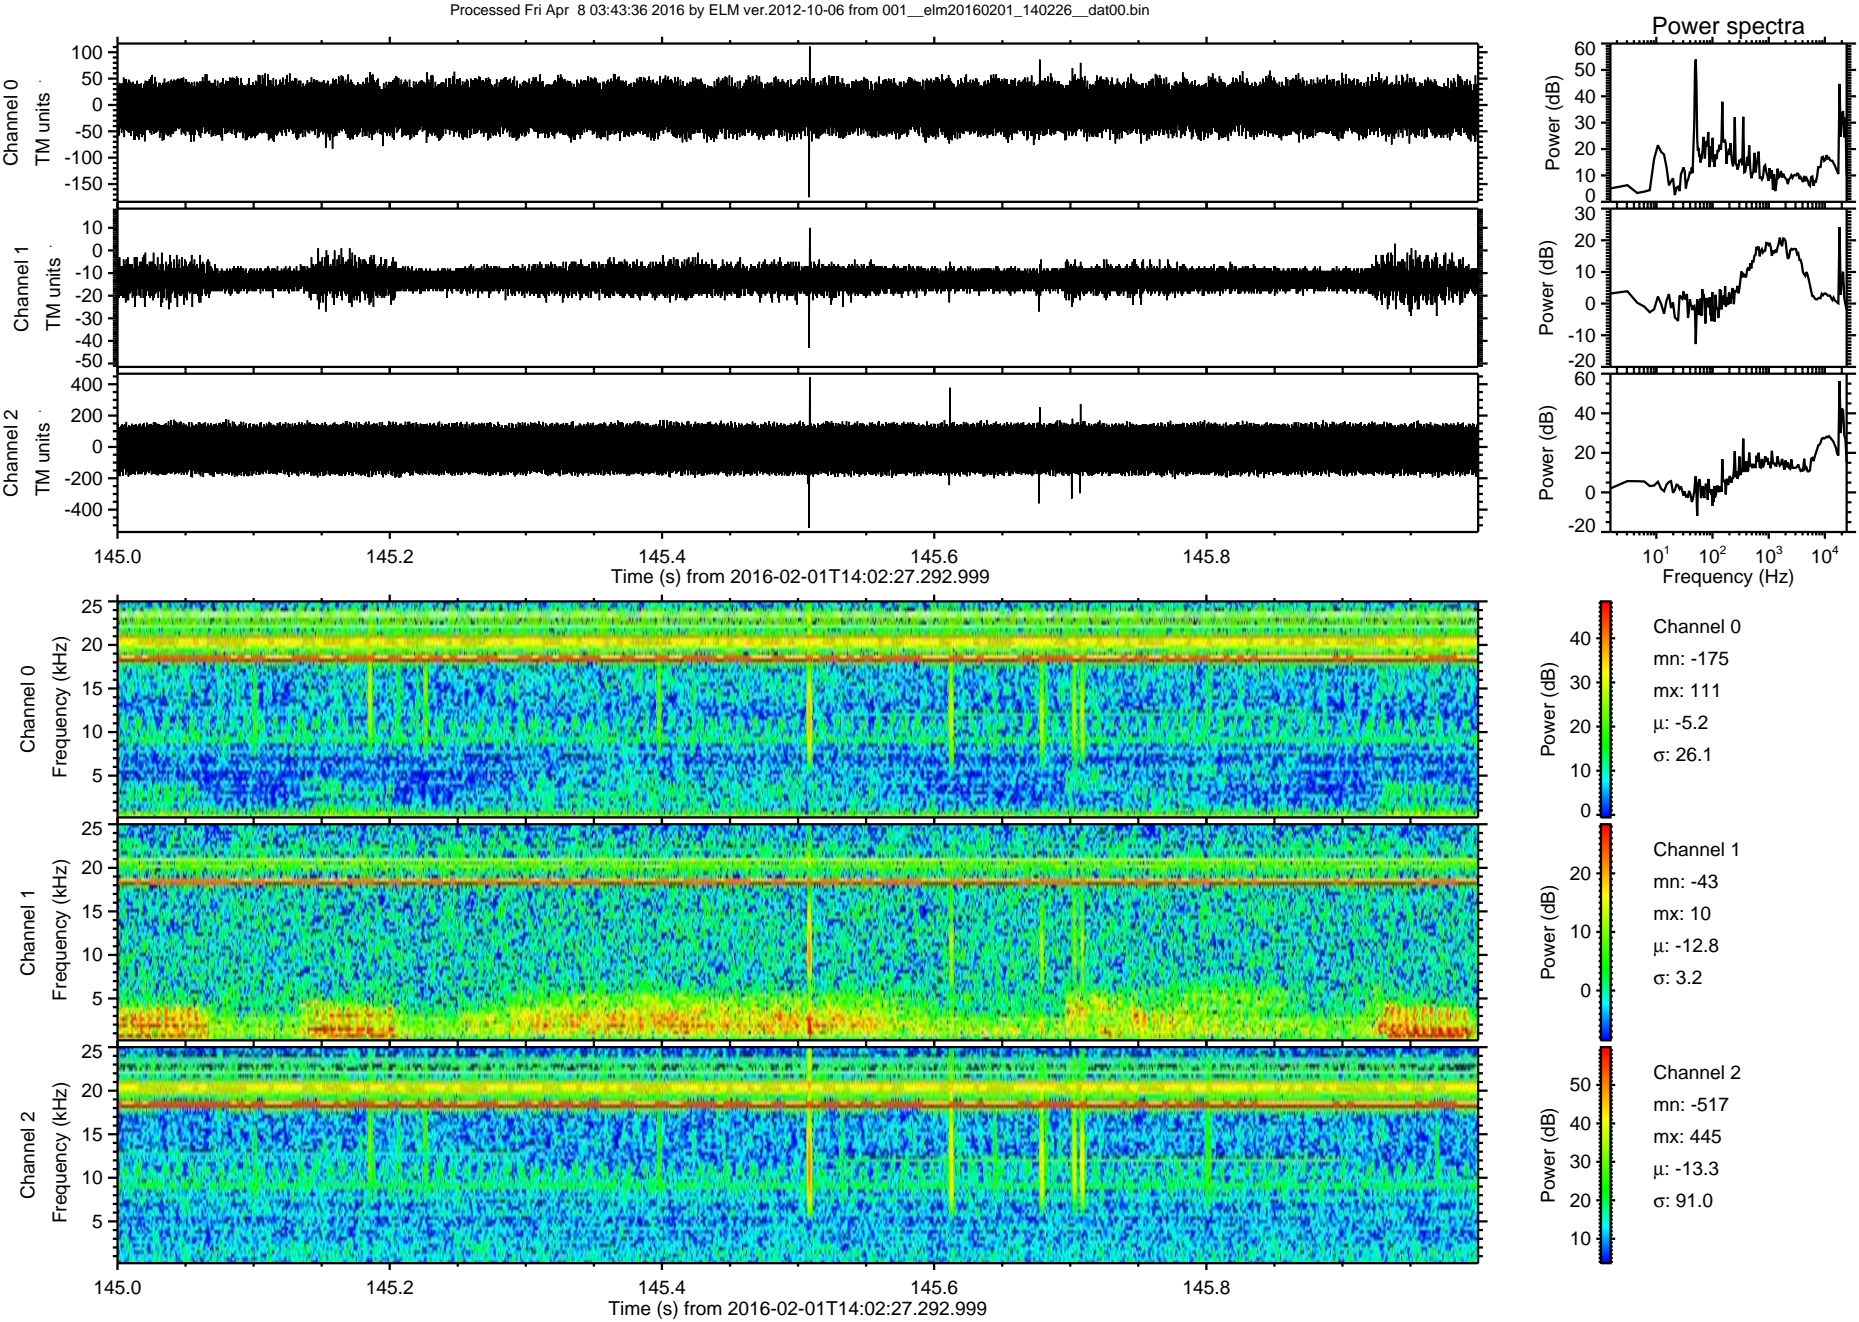 Processed Fri Apr  8 03:43:36 2016 by ELM ver.2012-10-06 from 001__elm20160201_140226__dat00.bin
Power spectra
Channel 0
TM units
100
50
0
-50
-100
-150
Power (dB)
60
50
40
30
20
10
0
Channel 1
TM units
10
0
-10
-20
-30
-40
-50
Power (dB)
30
20
10
0
-10
-20
Channel 2
TM units
400
200
0
-200
-400
Power (dB)
60
40
20
0
-20
145.0 145.2 145.4 145.6 145.8
Time (s) from 2016-02-01T14:02:27.292.999
10¹ 10² 10³ 10⁴
Frequency (Hz)
Channel 0
Frequency (kHz)
25
20
15
10
5
Power (dB)
40
30
20
10
0
Channel 0
mn: -175
mx: 111
μ: -5.2
σ: 26.1
Channel 1
Frequency (kHz)
25
20
15
10
5
Power (dB)
20
10
0
Channel 1
mn: -43
mx: 10
μ: -12.8
σ: 3.2
Channel 2
Frequency (kHz)
25
20
15
10
5
Power (dB)
50
40
30
20
10
Channel 2
mn: -517
mx: 445
μ: -13.3
σ: 91.0
145.0 145.2 145.4 145.6 145.8
Time (s) from 2016-02-01T14:02:27.292.999